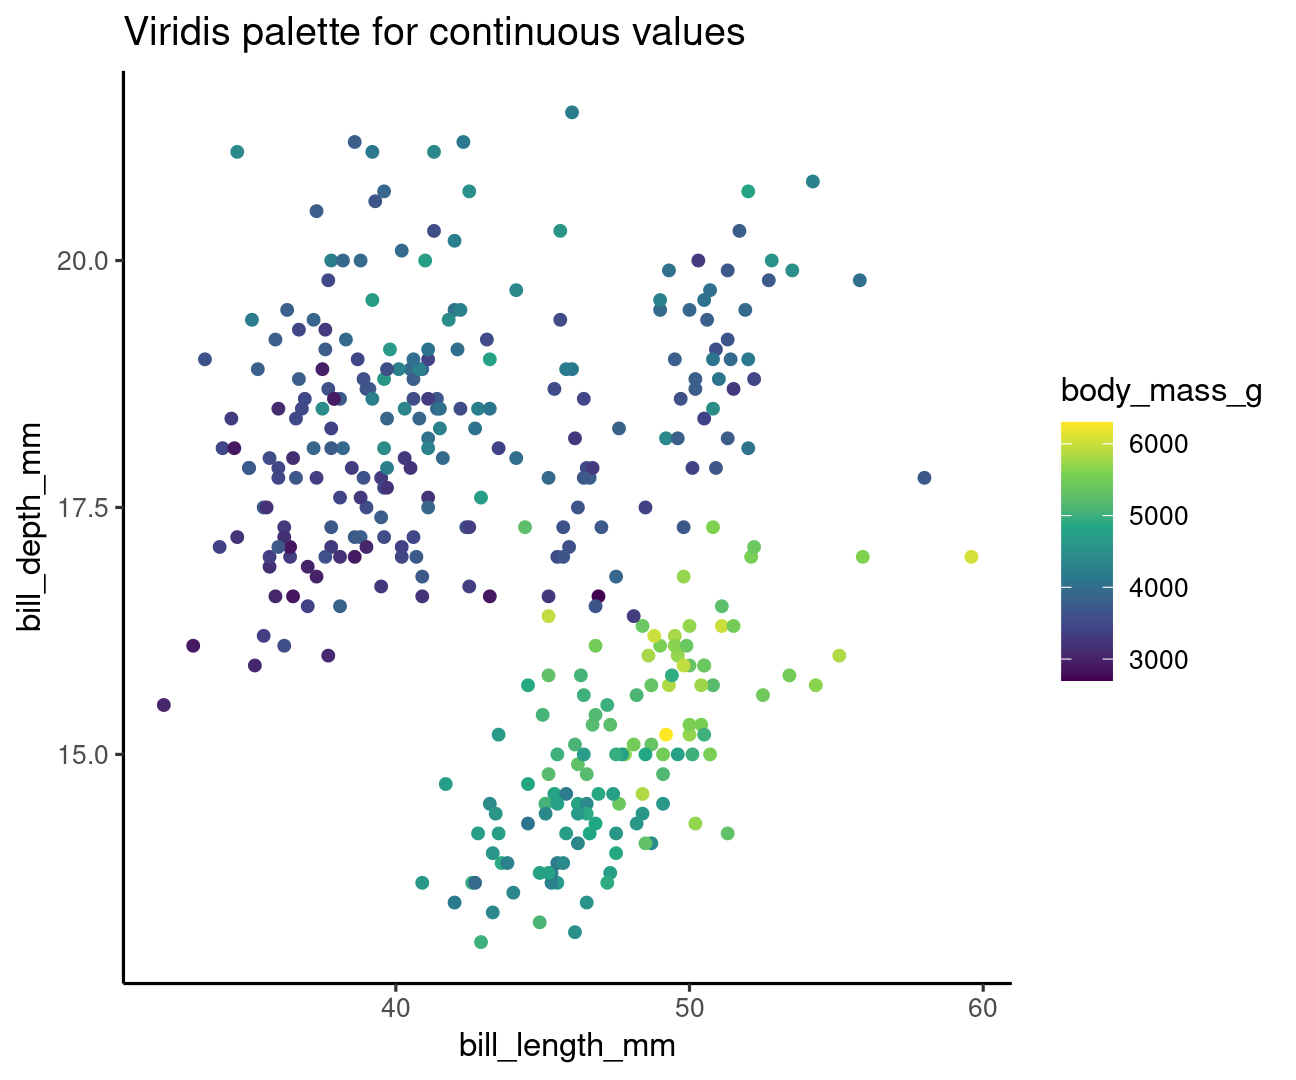 Viridis palette for continuous values
bill_depth_mm
20.0
17.5
15.0
40
50
60
bill_length_mm
body_mass_g
6000
5000
4000
3000